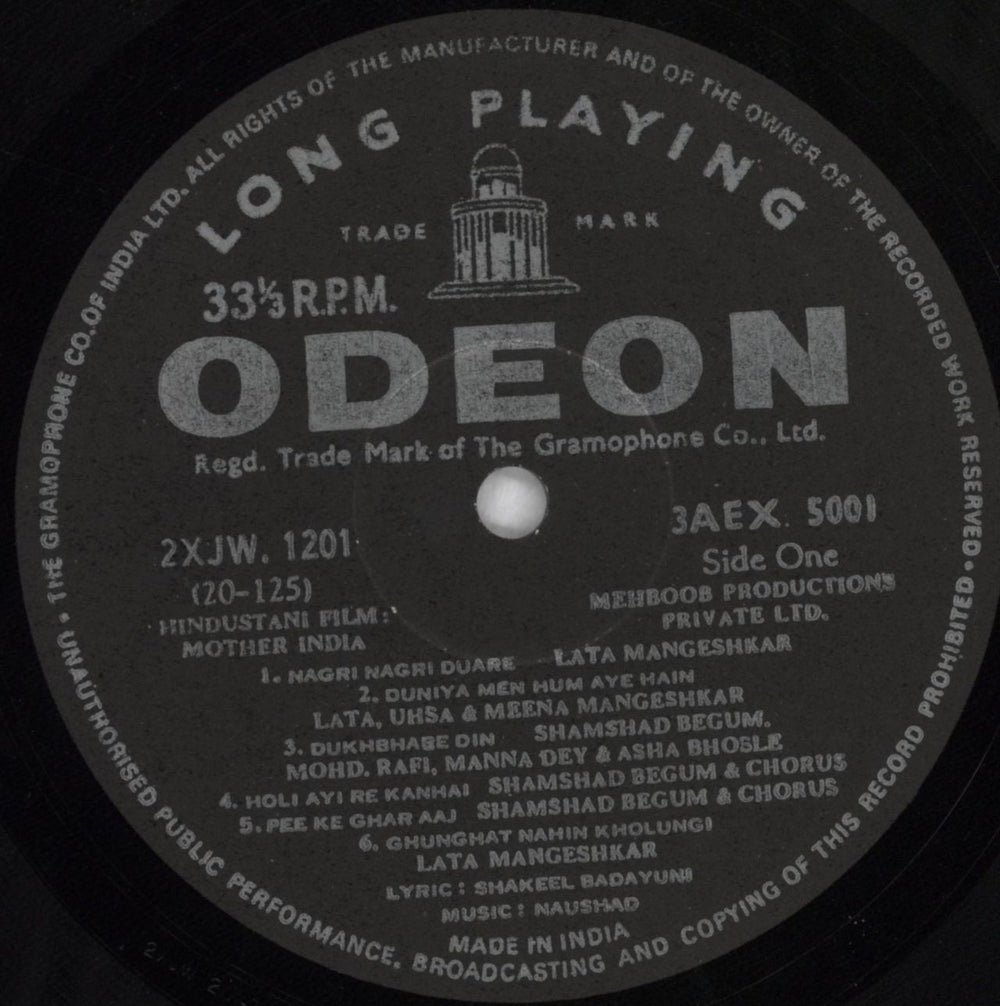 THE GRAMOPHONE CO. OF INDIA LTD. ALL RIGHTS OF THE MANUFACTURER AND OF THE OWNER OF THE RECORDED WORK RESERVED •
LONG PLAYING
TRADE MARK
33⅓ R.P.M.
ODEON
Regd. Trade Mark of The Gramophone Co., Ltd.
2XJW. 1201
3AEX. 5001
(20-125)
Side One
HINDUSTANI FILM:
MOTHER INDIA
MEHBOOB PRODUCTIONS
PRIVATE LTD.
1. NAGRI NAGRI DUARE LATA MANGESHKAR
2. DUNIYA MEN HUM AYE HAIN
LATA, UHSA & MEENA MANGESHKAR
3. DUKHBHABE DIN SHAMSHAD BEGUM.
MOHD. RAFI, MANNA DEY & ASHA BHOSLE
4. HOLI AYI RE KANHAI SHAMSHAD BEGUM & CHORUS
5. PEE KE GHAR AAJ SHAMSHAD BEGUM & CHORUS
6. GHUNGHAT NAHIN KHOLUNGI
LATA MANGESHKAR
LYRIC : SHAKEEL BADAYUNI
MUSIC : NAUSHAD
MADE IN INDIA
• UNAUTHORISED PUBLIC PERFORMANCE, BROADCASTING AND COPYING OF THIS RECORD PROHIBITED •